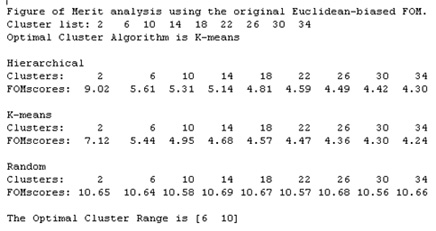 Figure of Merit analysis using the original Euclidean-biased FOM.
Cluster list: 2 6 10 14 18 22 26 30 34
Optimal Cluster Algorithm is K-means
Hierarchical
Clusters: 2 6 10 14 18 22 26 30 34
FOMscores: 9.02 5.61 5.31 5.14 4.81 4.59 4.49 4.42 4.30
K-means
Clusters: 2 6 10 14 18 22 26 30 34
FOMscores: 7.12 5.44 4.95 4.68 4.57 4.47 4.36 4.30 4.24
Random
Clusters: 2 6 10 14 18 22 26 30 34
FOMscores: 10.65 10.64 10.58 10.69 10.67 10.57 10.68 10.56 10.66
The Optimal Cluster Range is [6 10]